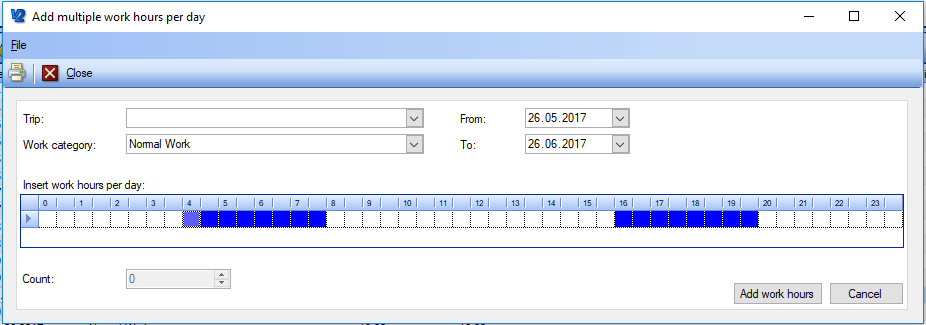 V2 Add multiple work hours per day
File
Close
Trip: From: 26.05.2017
Work category: Normal Work To: 26.06.2017
Insert work hours per day:
0 1 2 3 4 5 6 7 8 9 10 11 12 13 14 15 16 17 18 19 20 21 22 23
Count: 0
Add work hours Cancel